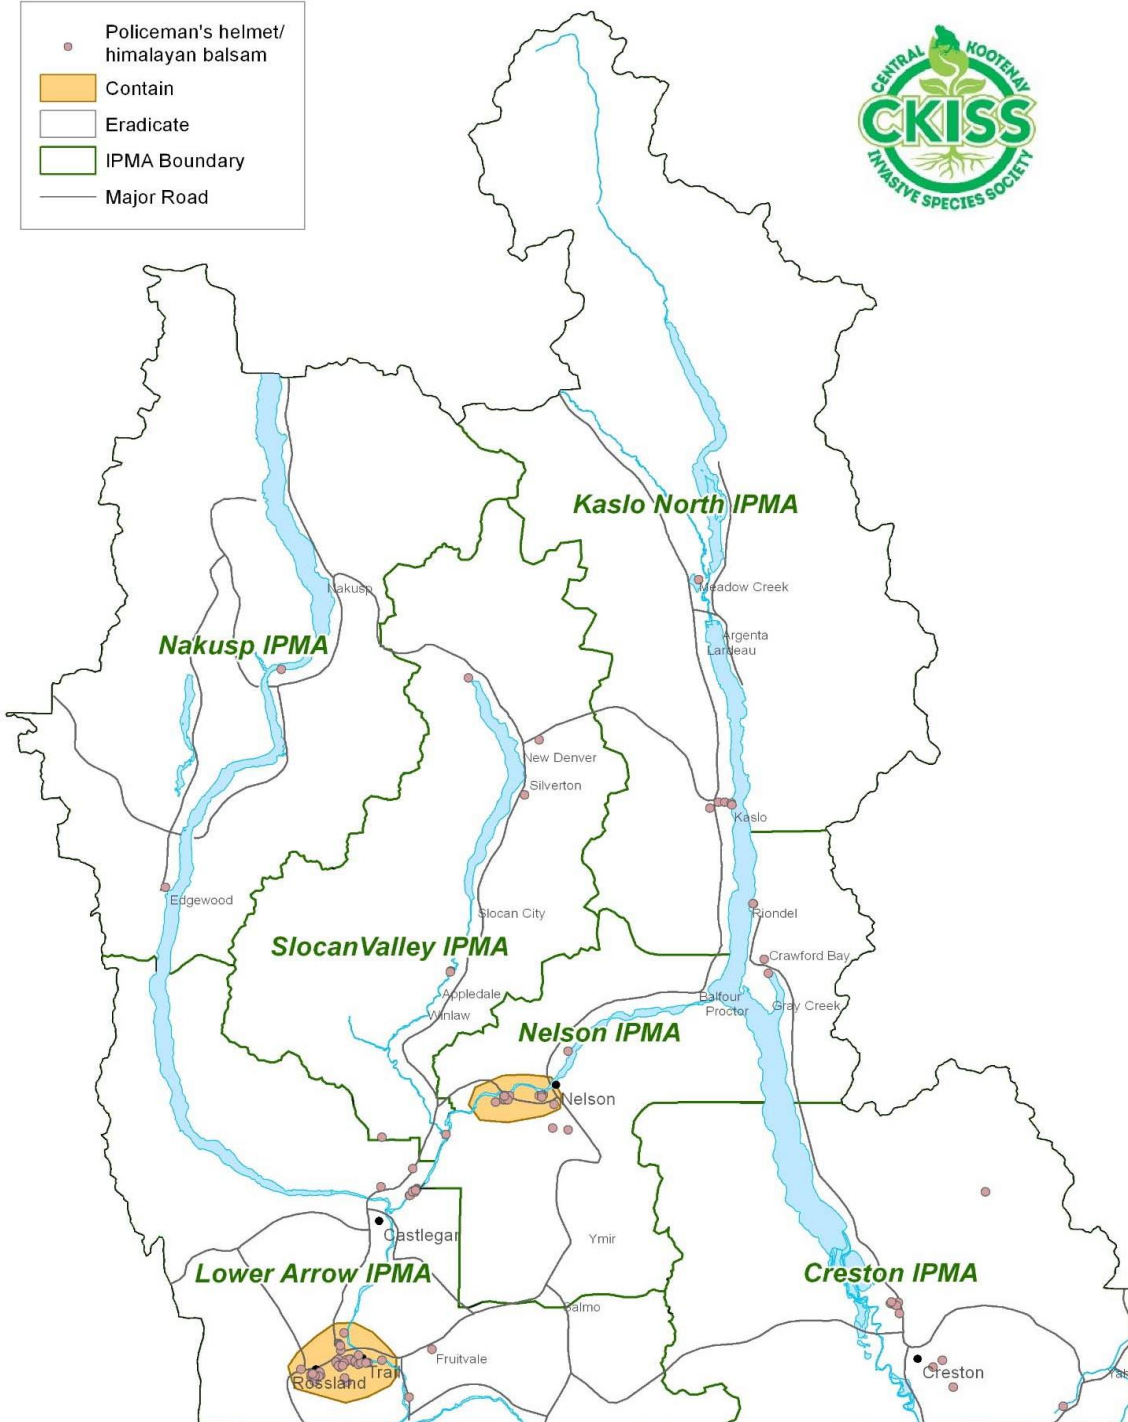 Policeman's helmet/
himalayan balsam
Contain
Eradicate
IPMA Boundary
Major Road
CENTRAL KOOTENAY
CKISS
INVASIVE SPECIES SOCIETY
Kaslo North IPMA
Meadow Creek
Nakusp
Argenta
Nakusp IPMA
Lardeau
New Denver
Silverton
Kaslo
Edgewood
Slocan City
Riondel
SlocanValley IPMA
Crawford Bay
Appledale
Balfour
Gray Creek
Winlaw
Proctor
Nelson IPMA
Nelson
Castlegar
Ymir
Lower Arrow IPMA
Creston IPMA
Salmo
Fruitvale
Trail
Creston
Rossland